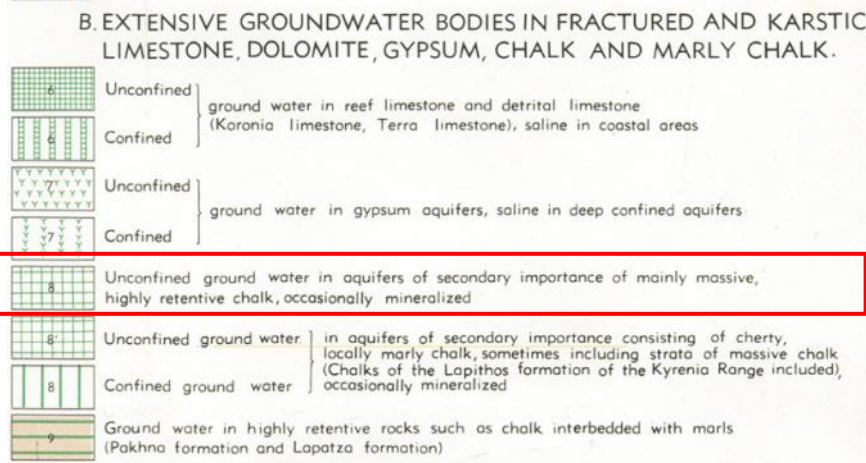 B. EXTENSIVE GROUNDWATER BODIES IN FRACTURED AND KARSTIC
LIMESTONE, DOLOMITE, GYPSUM, CHALK AND MARLY CHALK.
6 Unconfined
ground water in reef limestone and detrital limestone
(Koronia limestone, Terra limestone), saline in coastal areas
6 Confined
7 Unconfined
ground water in gypsum aquifers, saline in deep confined aquifers
7 Confined
8 Unconfined ground water in aquifers of secondary importance of mainly massive,
highly retentive chalk, occasionally mineralized
8' Unconfined ground water in aquifers of secondary importance consisting of cherty,
locally marly chalk, sometimes including strata of massive chalk
(Chalks of the Lapithos formation of the Kyrenia Range included),
8 Confined ground water occasionally mineralized
9 Ground water in highly retentive rocks such as chalk interbedded with marls
(Pakhna formation and Lapatza formation)